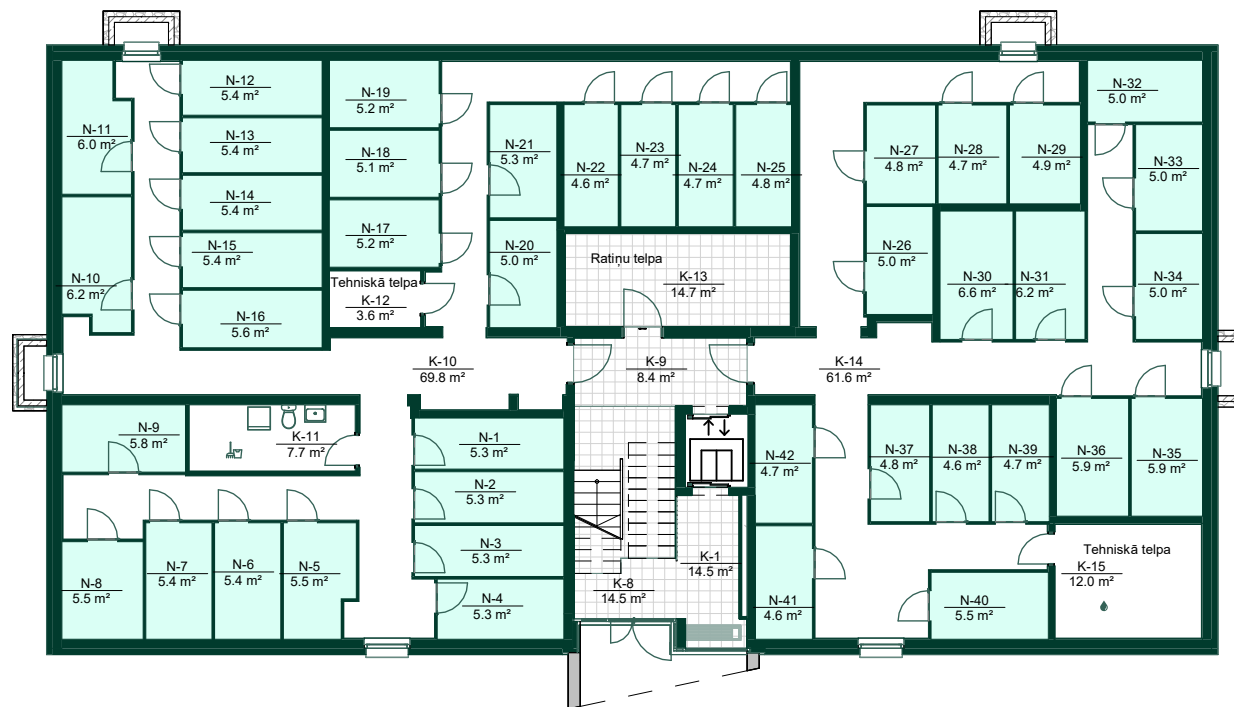 N-12
5.4 m²
N-19
5.2 m²
N-32
5.0 m²
N-11
6.0 m²
N-13
5.4 m²
N-18
5.1 m²
N-21
5.3 m²
N-22
4.6 m²
N-23
4.7 m²
N-24
4.7 m²
N-25
4.8 m²
N-27
4.8 m²
N-28
4.7 m²
N-29
4.9 m²
N-33
5.0 m²
N-14
5.4 m²
N-17
5.2 m²
N-15
5.4 m²
N-20
5.0 m²
N-26
5.0 m²
N-30
6.6 m²
N-31
6.2 m²
N-34
5.0 m²
N-10
6.2 m²
Ratiņu telpa
K-13
14.7 m²
Tehniskā telpa
K-12
3.6 m²
N-16
5.6 m²
K-10
69.8 m²
K-9
8.4 m²
K-14
61.6 m²
N-9
5.8 m²
K-11
7.7 m²
N-1
5.3 m²
N-42
4.7 m²
N-37
4.8 m²
N-38
4.6 m²
N-39
4.7 m²
N-36
5.9 m²
N-35
5.9 m²
N-2
5.3 m²
N-3
5.3 m²
Tehniskā telpa
K-15
12.0 m²
K-1
14.5 m²
N-8
5.5 m²
N-7
5.4 m²
N-6
5.4 m²
N-5
5.5 m²
K-8
14.5 m²
N-4
5.3 m²
N-41
4.6 m²
N-40
5.5 m²